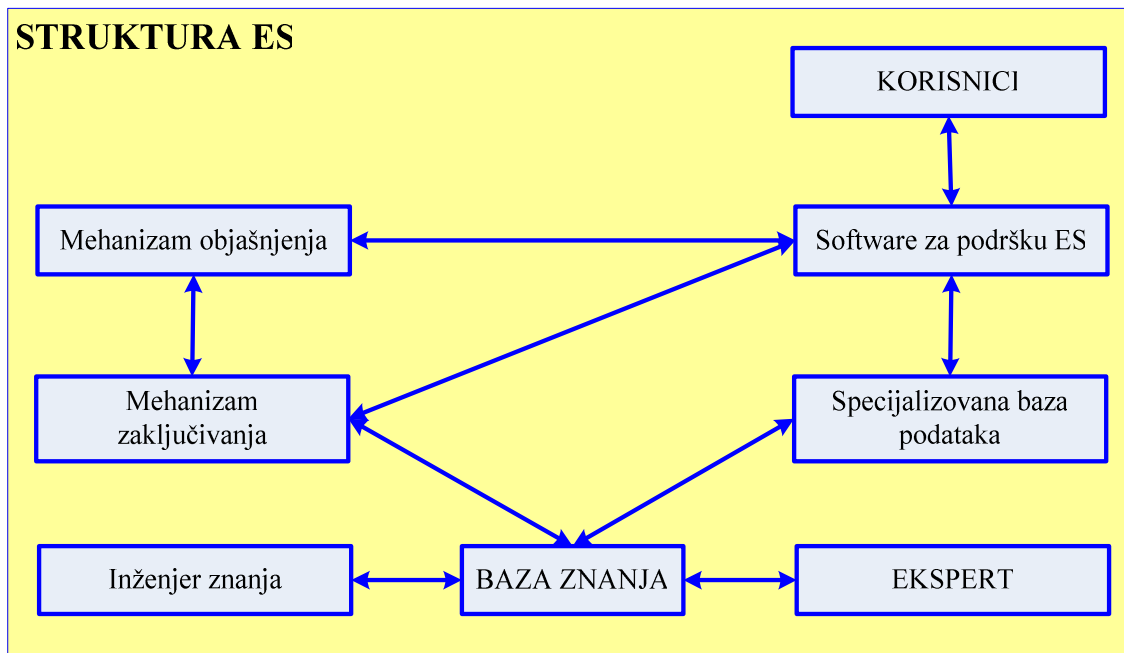 STRUKTURA ES
KORISNICI
Mehanizam objašnjenja
Software za podršku ES
Mehanizam
zaključivanja
Specijalizovana baza
podataka
Inženjer znanja
BAZA ZNANJA
EKSPERT